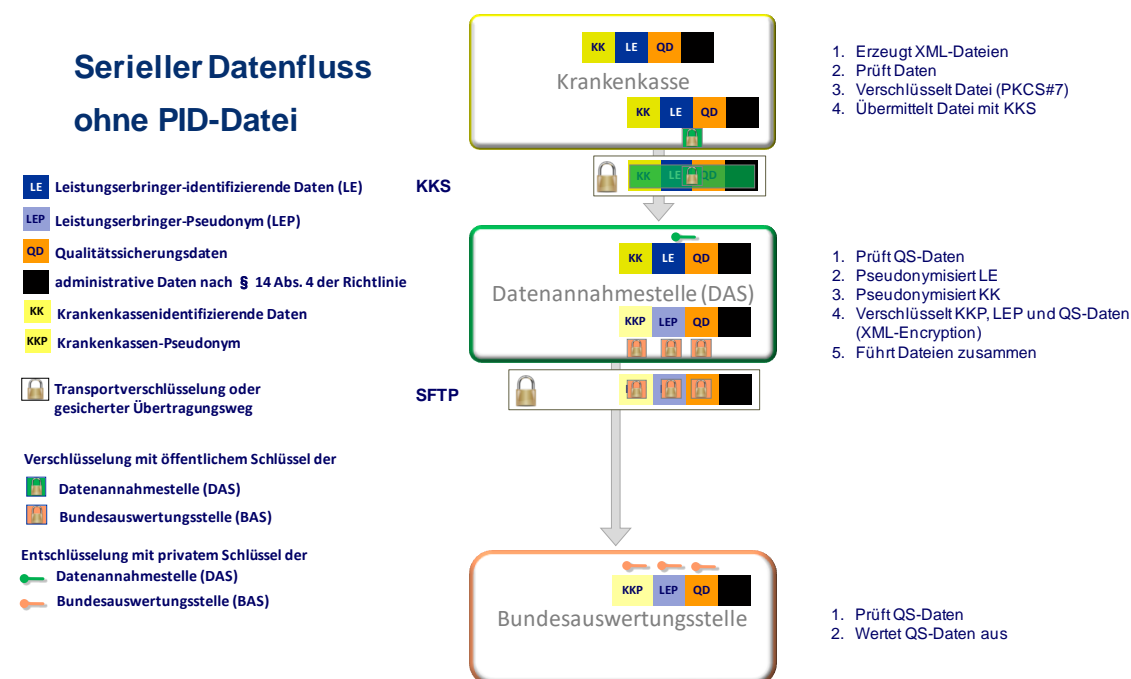 Serieller Datenfluss
ohne PID-Datei
LE Leistungserbringer-identifizierende Daten (LE)
LEP Leistungserbringer-Pseudonym (LEP)
QD Qualitätssicherungsdaten
administrative Daten nach § 14 Abs. 4 der Richtlinie
KK Krankenkassenidentifizierende Daten
KKP Krankenkassen-Pseudonym
Transportverschlüsselung oder
gesicherter Übertragungsweg
Verschlüsselung mit öffentlichem Schlüssel der
Datenannahmestelle (DAS)
Bundesauswertungsstelle (BAS)
Entschlüsselung mit privatem Schlüssel der
Datenannahmestelle (DAS)
Bundesauswertungsstelle (BAS)
KK LE QD
Krankenkasse
KK LE QD
KKS
KK LE QD
KK LE QD
Datenannahmestelle (DAS)
KKP LEP QD
SFTP
KKP LEP QD
Bundesauswertungsstelle
1. Erzeugt XML-Dateien
2. Prüft Daten
3. Verschlüsselt Datei (PKCS#7)
4. Übermittelt Datei mit KKS
1. Prüft QS-Daten
2. Pseudonymisiert LE
3. Pseudonymisiert KK
4. Verschlüsselt KKP, LEP und QS-Daten
(XML-Encryption)
5. Führt Dateien zusammen
1. Prüft QS-Daten
2. Wertet QS-Daten aus